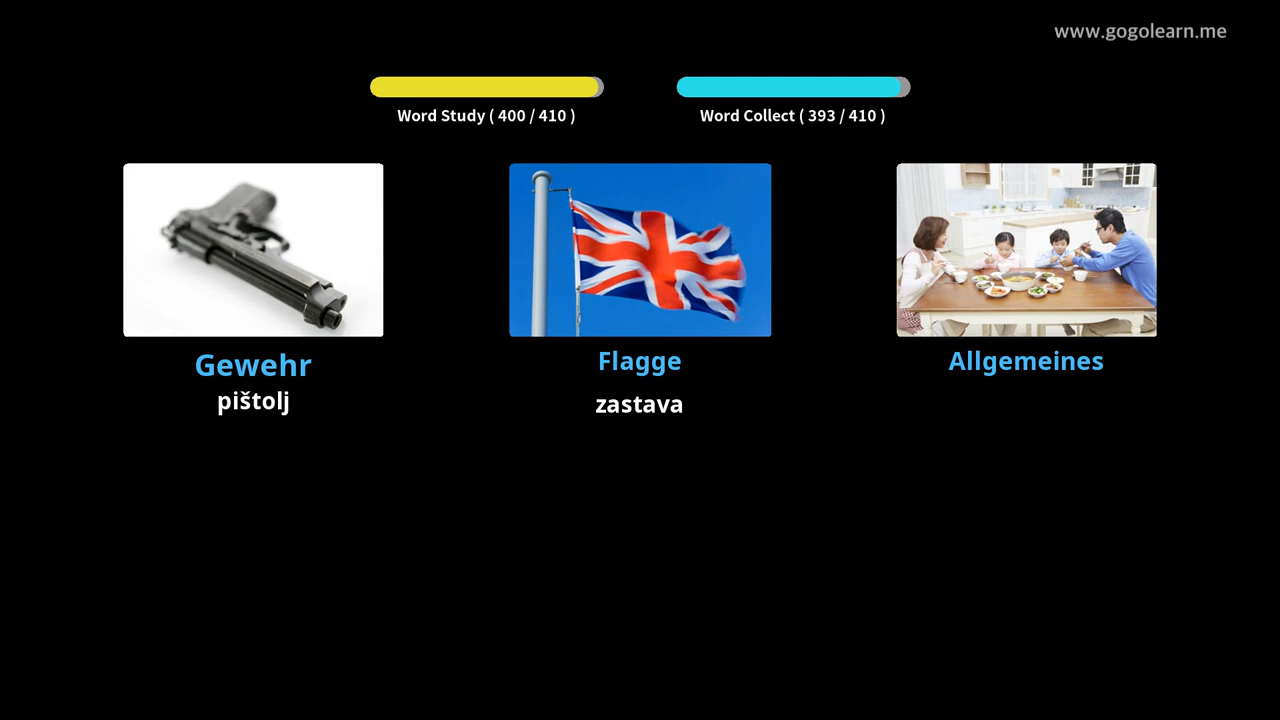 www.gogolearn.me
Word Study ( 400 / 410 )
Word Collect ( 393 / 410 )
Gewehr
pištolj
Flagge
zastava
Allgemeines